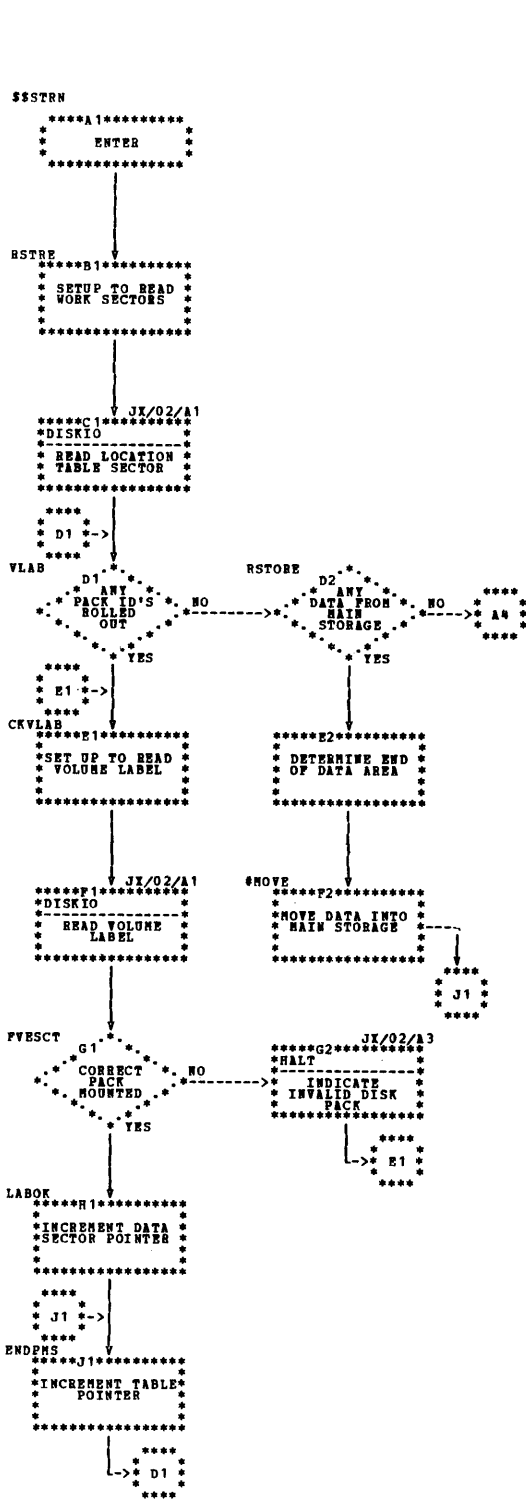 $$STRN
A1
ENTER
RSTRE
B1
SETUP TO READ
WORK SECTORS
JX/02/A1
C1
DISKIO
READ LOCATION
TABLE SECTOR
D1
VLAB
D1
ANY
PACK ID'S
ROLLED
OUT
NO
YES
RSTORE
D2
ANY
DATA FROM
MAIN
STORAGE
NO
A4
YES
E1
CKVLAB
E1
SET UP TO READ
VOLUME LABEL
E2
DETERMINE END
OF DATA AREA
JX/02/A1
F1
DISKIO
READ VOLUME
LABEL
#MOVE
F2
MOVE DATA INTO
MAIN STORAGE
J1
FVESCT
G1
CORRECT
PACK
MOUNTED
NO
YES
JX/02/A3
G2
HALT
INDICATE
INVALID DISK
PACK
E1
LABOK
H1
INCREMENT DATA
SECTOR POINTER
J1
ENDPMS
J1
INCREMENT TABLE
POINTER
D1